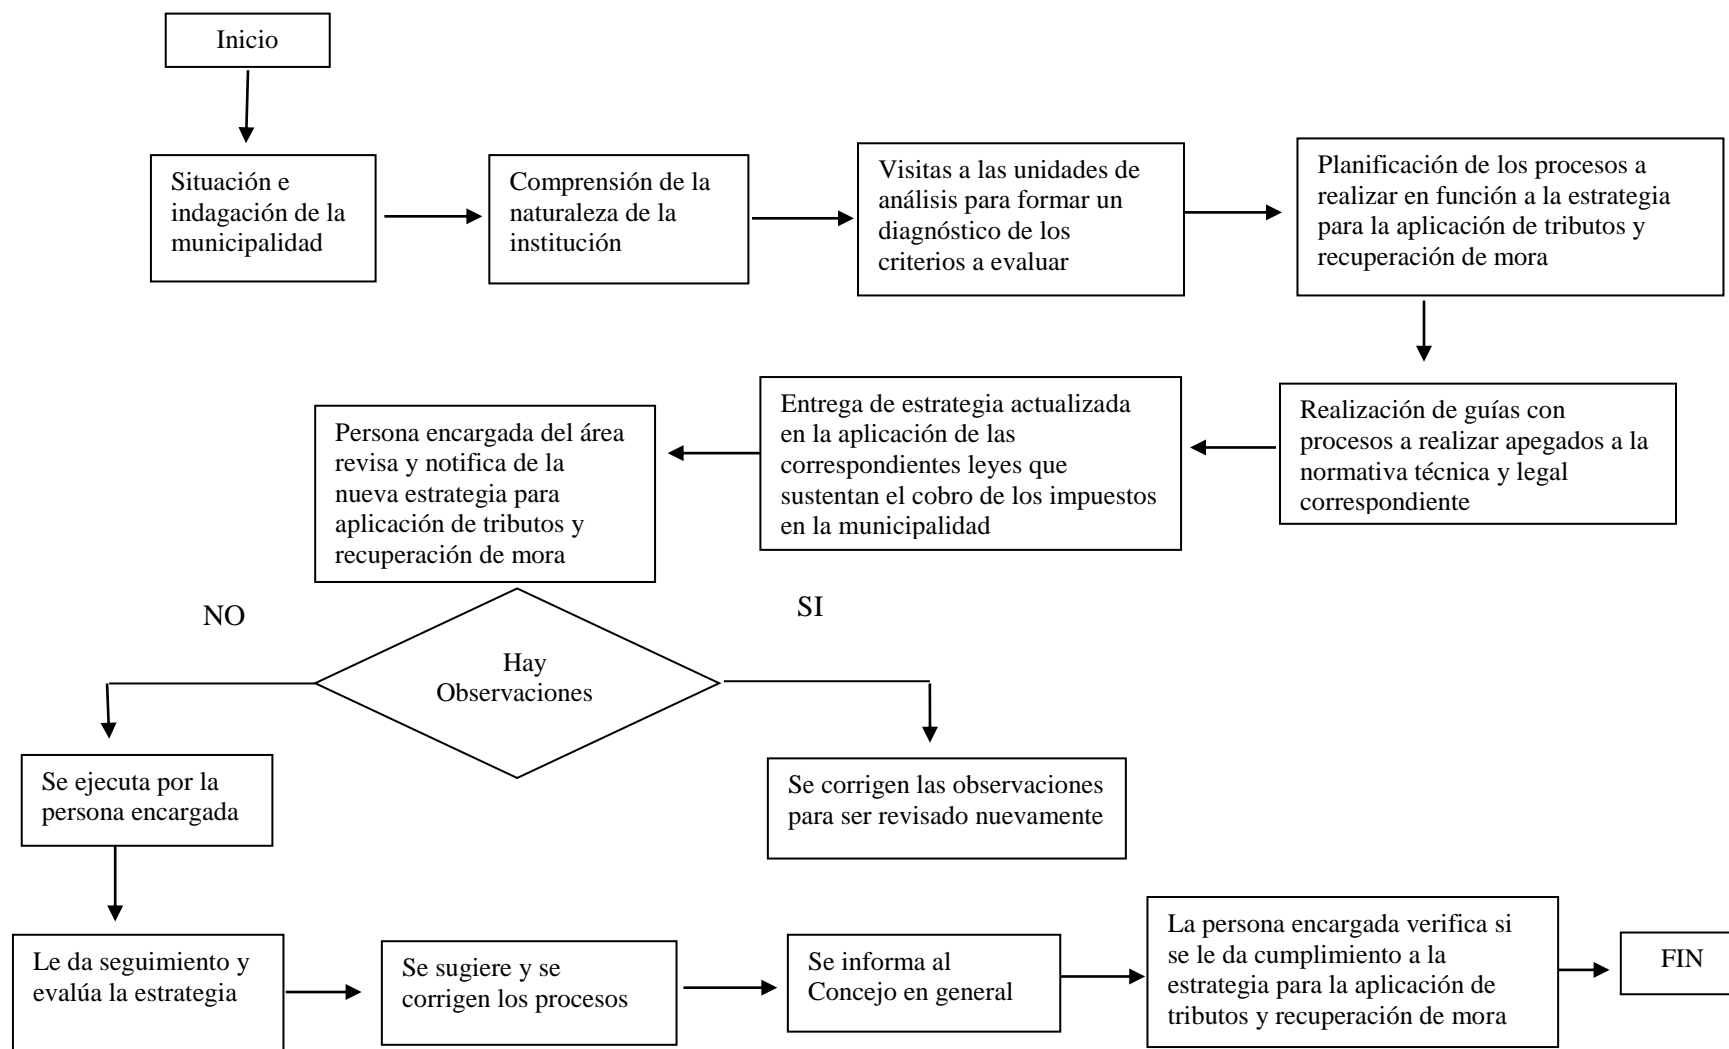 Inicio
Situación e
indagación de la
municipalidad
Comprensión de la
naturaleza de la
institución
Visitas a las unidades de
análisis para formar un
diagnóstico de los
criterios a evaluar
Planificación de los procesos a
realizar en función a la estrategia
para la aplicación de tributos y
recuperación de mora
Realización de guías con
procesos a realizar apegados a la
normativa técnica y legal
correspondiente
Entrega de estrategia actualizada
en la aplicación de las
correspondientes leyes que
sustentan el cobro de los impuestos
en la municipalidad
Persona encargada del área
revisa y notifica de la
nueva estrategia para
aplicación de tributos y
recuperación de mora
NO
SI
Hay
Observaciones
Se ejecuta por la
persona encargada
Se corrigen las observaciones
para ser revisado nuevamente
Le da seguimiento y
evalúa la estrategia
Se sugiere y se
corrigen los procesos
Se informa al
Concejo en general
La persona encargada verifica si
se le da cumplimiento a la
estrategia para la aplicación de
tributos y recuperación de mora
FIN